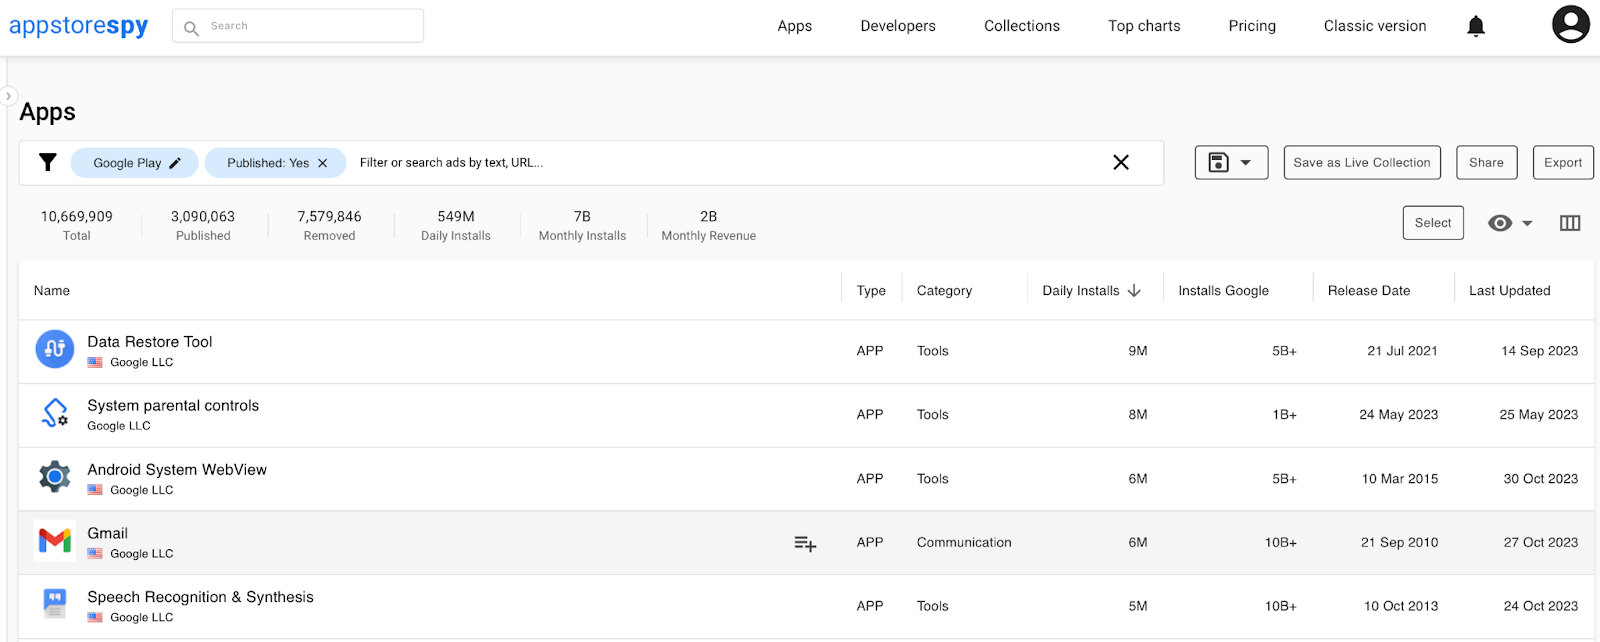 appstorespy Search Apps Developers Collections Top charts Pricing Classic version
Apps
Google Play Published: Yes Filter or search ads by text, URL... Save as Live Collection Share Export
10,669,909 3,090,063 7,579,846 549M 7B 2B
Total Published Removed Daily Installs Monthly Installs Monthly Revenue
Select
Name Type Category Daily Installs Installs Google Release Date Last Updated
Data Restore Tool
Google LLC
APP Tools 9M 5B+ 21 Jul 2021 14 Sep 2023
System parental controls
Google LLC
APP Tools 8M 1B+ 24 May 2023 25 May 2023
Android System WebView
Google LLC
APP Tools 6M 5B+ 10 Mar 2015 30 Oct 2023
Gmail
Google LLC
APP Communication 6M 10B+ 21 Sep 2010 27 Oct 2023
Speech Recognition & Synthesis
Google LLC
APP Tools 5M 10B+ 10 Oct 2013 24 Oct 2023